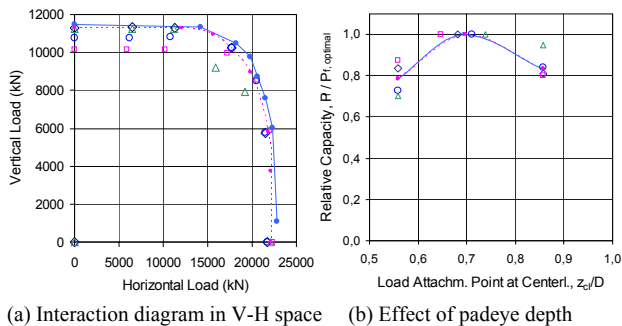 12000
10000
8000
6000
4000
2000
0
0 5000 10000 15000 20000 25000
Vertical Load (kN)
Horizontal Load (kN)
1,2
1,0
0,8
0,6
0,4
0,2
0,0
0,5 0,6 0,7 0,8 0,9 1,0
Relative Capacity, P / Pf, optimal
Load Attachm. Point at Centerl., zcl/D
(a) Interaction diagram in V-H space
(b) Effect of padeye depth